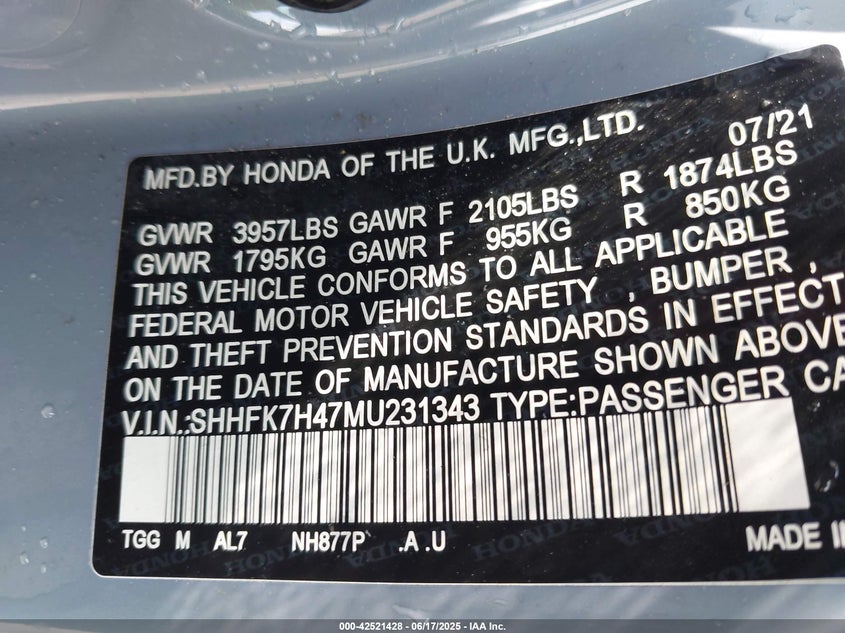 MFD.BY HONDA OF THE U.K. MFG.,LTD. 07/21
GVWR 3957LBS GAWR F 2105LBS R 1874LBS
GVWR 1795KG GAWR F 955KG R 850KG
THIS VEHICLE CONFORMS TO ALL APPLICABLE
FEDERAL MOTOR VEHICLE SAFETY , BUMPER ,
AND THEFT PREVENTION STANDARDS IN EFFECT
ON THE DATE OF MANUFACTURE SHOWN ABOVE
V.I.N.:SHHFK7H47MU231343 TYPE:PASSENGER CA
TGG M AL7 NH877P .A .U MADE I
000-42521428 - 06/17/2025 - IAA Inc.